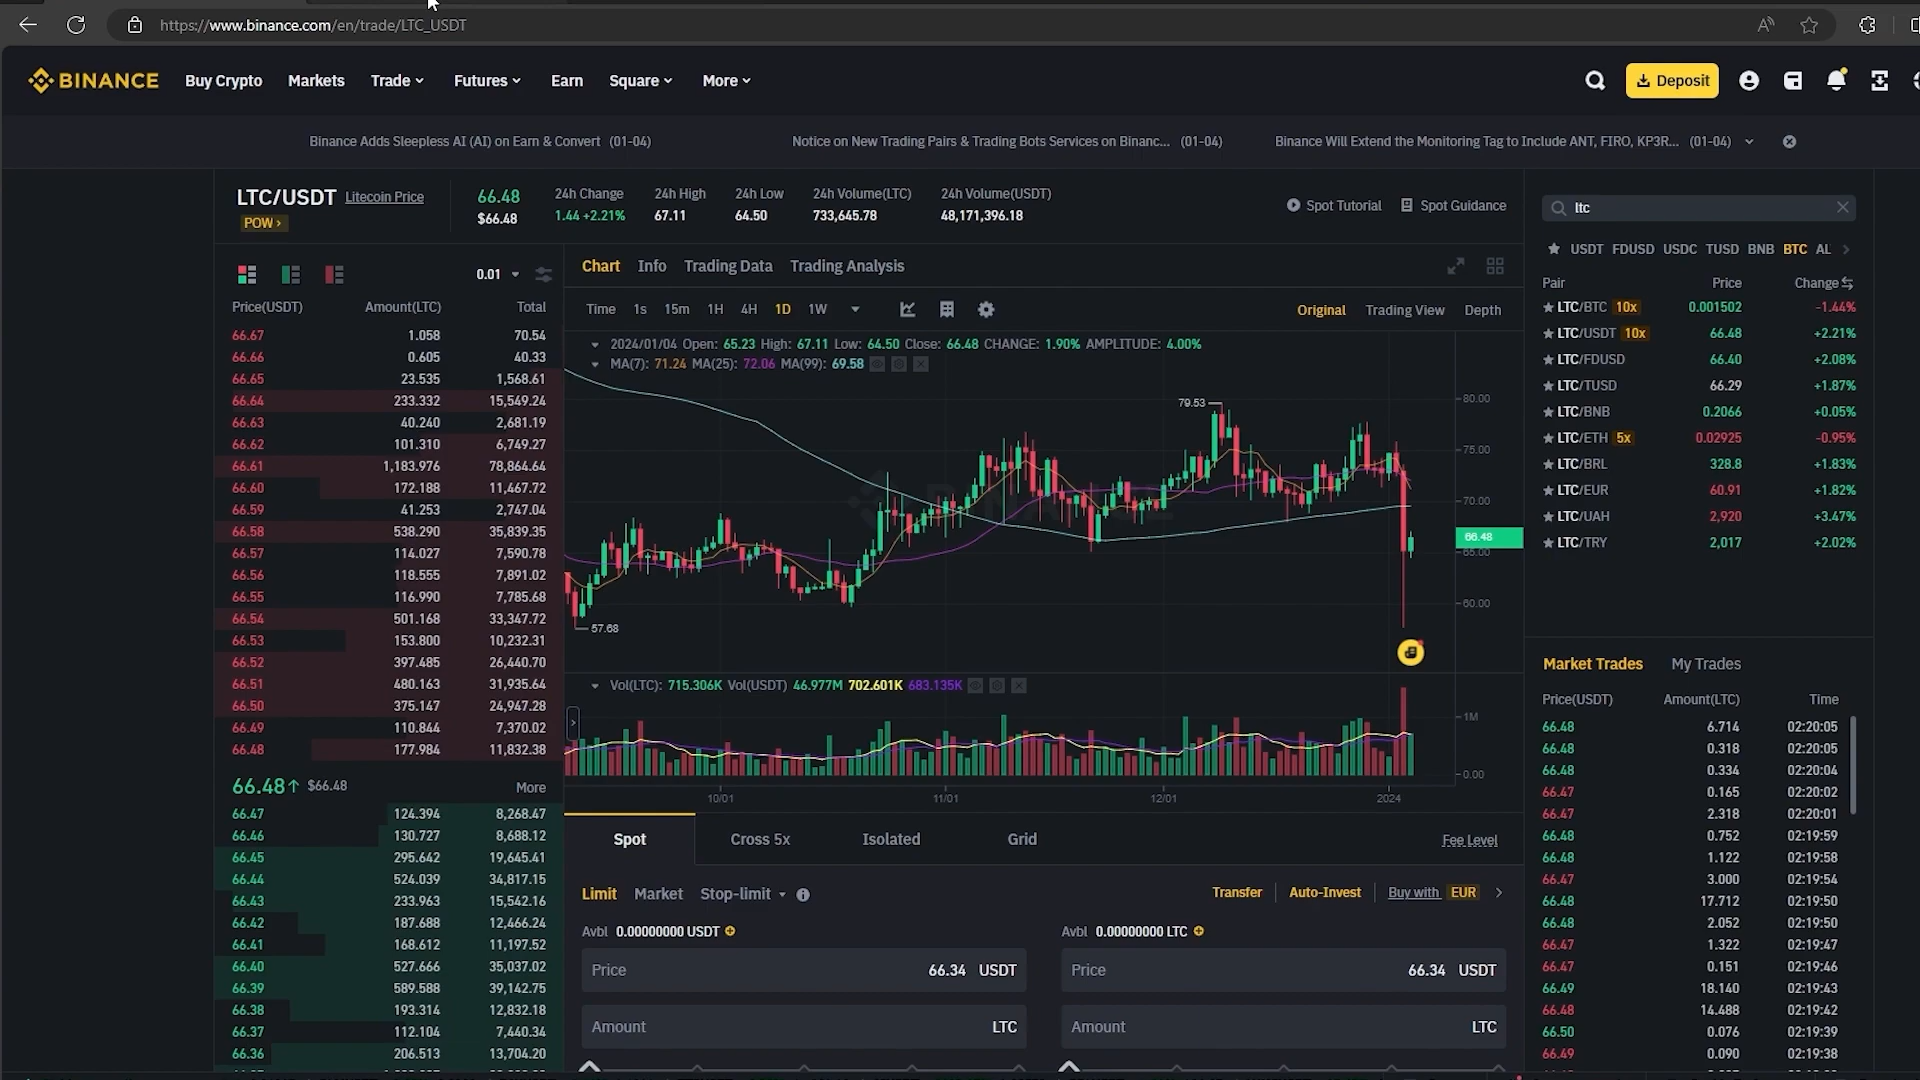 https://www.binance.com/en/trade/LTC_USDT
BINANCE Buy Crypto Markets Trade Futures Earn Square More Deposit
Binance Adds Sleepless AI (AI) on Earn & Convert (01-04) Notice on New Trading Pairs & Trading Bots Services on Binanc... (01-04) Binance Will Extend the Monitoring Tag to Include ANT, FIRO, KP3R... (01-04)
LTC/USDT Litecoin Price
POW
66.48
$66.48
24h Change
1.44 +2.21%
24h High
67.11
24h Low
64.50
24h Volume(LTC)
733,645.78
24h Volume(USDT)
48,171,396.18
Spot Tutorial Spot Guidance
0.01
Price(USDT) Amount(LTC) Total
66.67 1.058 70.54
66.66 0.605 40.33
66.65 23.535 1,568.61
66.64 233.332 15,549.24
66.63 40.240 2,681.19
66.62 101.310 6,749.27
66.61 1,183.976 78,864.64
66.60 172.188 11,467.72
66.59 41.253 2,747.04
66.58 538.290 35,839.35
66.57 114.027 7,590.78
66.56 118.555 7,891.02
66.55 116.990 7,785.68
66.54 501.168 33,347.72
66.53 153.800 10,232.31
66.52 397.485 26,440.70
66.51 480.163 31,935.64
66.50 375.147 24,947.28
66.49 110.844 7,370.02
66.48 177.984 11,832.38
66.48↑ $66.48 More
66.47 124.394 8,268.47
66.46 130.727 8,688.12
66.45 295.642 19,645.41
66.44 524.039 34,817.15
66.43 233.963 15,542.16
66.42 187.688 12,466.24
66.41 168.612 11,197.52
66.40 527.666 35,037.02
66.39 589.588 39,142.75
66.38 193.314 12,832.18
66.37 112.104 7,440.34
66.36 206.513 13,704.20
Chart Info Trading Data Trading Analysis
Time 1s 15m 1H 4H 1D 1W Original Trading View Depth
2024/01/04 Open: 65.23 High: 67.11 Low: 64.50 Close: 66.48 CHANGE: 1.90% AMPLITUDE: 4.00%
MA(7): 71.24 MA(25): 72.06 MA(99): 69.58
80.00
79.53
75.00
70.00
66.48
65.00
60.00
57.68
Vol(LTC): 715.306K Vol(USDT) 46.977M 702.601K 683.135K
1M
0.00
10/01 11/01 12/01 2024
Spot Cross 5x Isolated Grid Fee Level
Limit Market Stop-limit Transfer Auto-Invest Buy with EUR
Avbl 0.00000000 USDT Avbl 0.00000000 LTC
Price 66.34 USDT Price 66.34 USDT
Amount LTC Amount LTC
ltc
USDT FDUSD USDC TUSD BNB BTC AL
Pair Price Change
LTC/BTC 10x 0.001502 -1.44%
LTC/USDT 10x 66.48 +2.21%
LTC/FDUSD 66.40 +2.08%
LTC/TUSD 66.29 +1.87%
LTC/BNB 0.2066 +0.05%
LTC/ETH 5x 0.02925 -0.95%
LTC/BRL 328.8 +1.83%
LTC/EUR 60.91 +1.82%
LTC/UAH 2,920 +3.47%
LTC/TRY 2,017 +2.02%
Market Trades My Trades
Price(USDT) Amount(LTC) Time
66.48 6.714 02:20:05
66.48 0.318 02:20:05
66.48 0.334 02:20:04
66.47 0.165 02:20:02
66.47 2.318 02:20:01
66.48 0.752 02:19:59
66.48 1.122 02:19:58
66.47 3.000 02:19:54
66.48 17.712 02:19:50
66.48 2.052 02:19:50
66.47 1.322 02:19:47
66.47 0.151 02:19:46
66.49 18.140 02:19:43
66.48 14.488 02:19:42
66.50 0.076 02:19:39
66.49 0.090 02:19:38